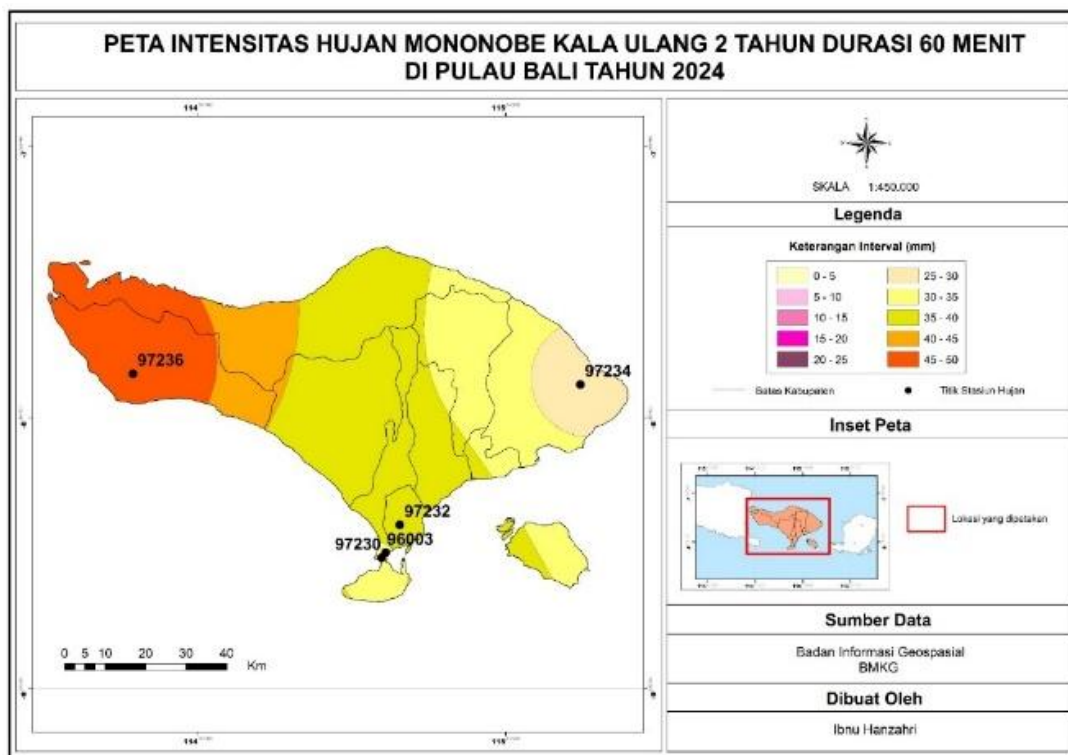 PETA INTENSITAS HUJAN MONONOBE KALA ULANG 2 TAHUN DURASI 60 MENIT
DI PULAU BALI TAHUN 2024
114
115
97236
97234
97232
97230
96003
0 5 10 20 30 40
Km
114
115
SKALA 1:450.000
Legenda
Keterangan Interval (mm)
0 - 5
5 - 10
10 - 15
15 - 20
20 - 25
25 - 30
30 - 35
35 - 40
40 - 45
45 - 50
Batas Kabupaten
Titik Stasiun Hujan
Inset Peta
Lokasi yang dipetakan
Sumber Data
Badan Informasi Geospasial
BMKG
Dibuat Oleh
Ibnu Hanzahri